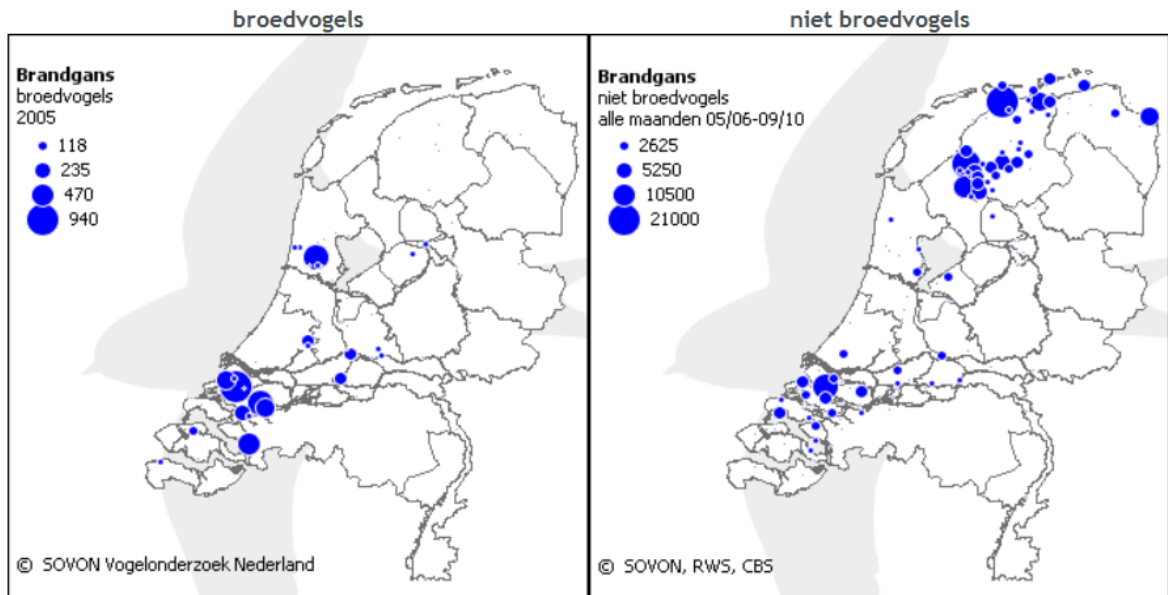 broedvogels
niet broedvogels
Brandgans
broedvogels
2005
118
235
470
940
© SOVON Vogelonderzoek Nederland
Brandgans
niet broedvogels
alle maanden 05/06-09/10
2625
5250
10500
21000
© SOVON, RWS, CBS